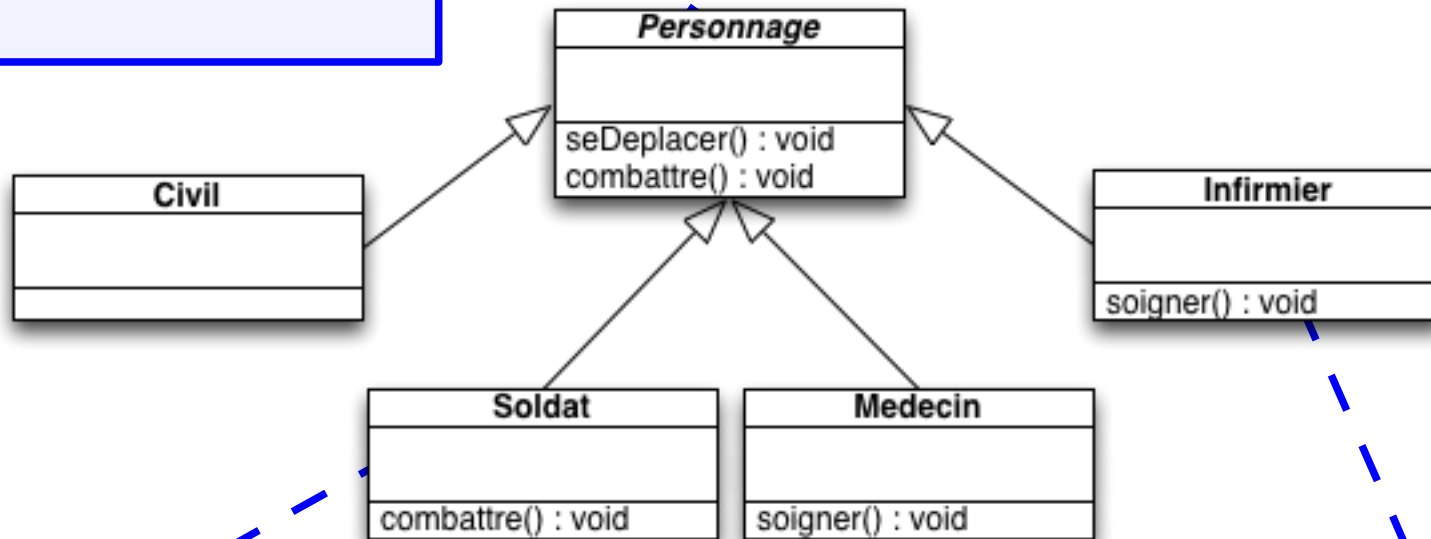 Personnage
seDeplacer() : void
combattre() : void
Civil
Infirmier
soigner() : void
Soldat
combattre() : void
Medecin
soigner() : void